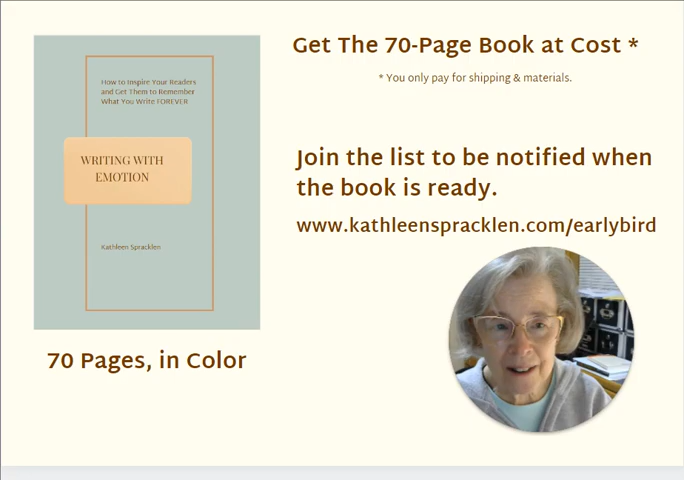 Get The 70-Page Book at Cost *
* You only pay for shipping & materials.
How to Inspire Your Readers
and Get Them to Remember
What You Write FOREVER
WRITING WITH
EMOTION
Kathleen Spracklen
70 Pages, in Color
Join the list to be notified when
the book is ready.
www.kathleenspracklen.com/earlybird